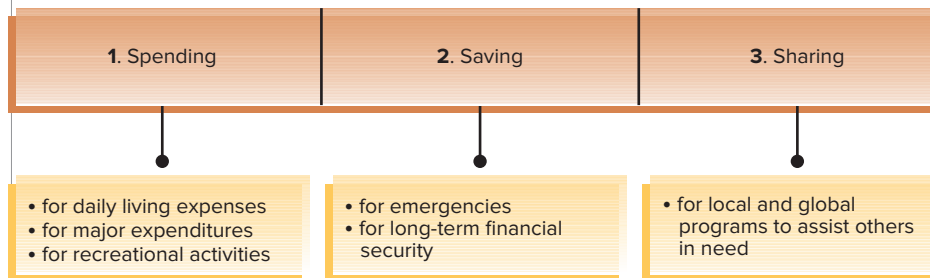 1. Spending
2. Saving
3. Sharing
• for daily living expenses
• for major expenditures
• for recreational activities
• for emergencies
• for long-term financial
security
• for local and global
programs to assist others
in need